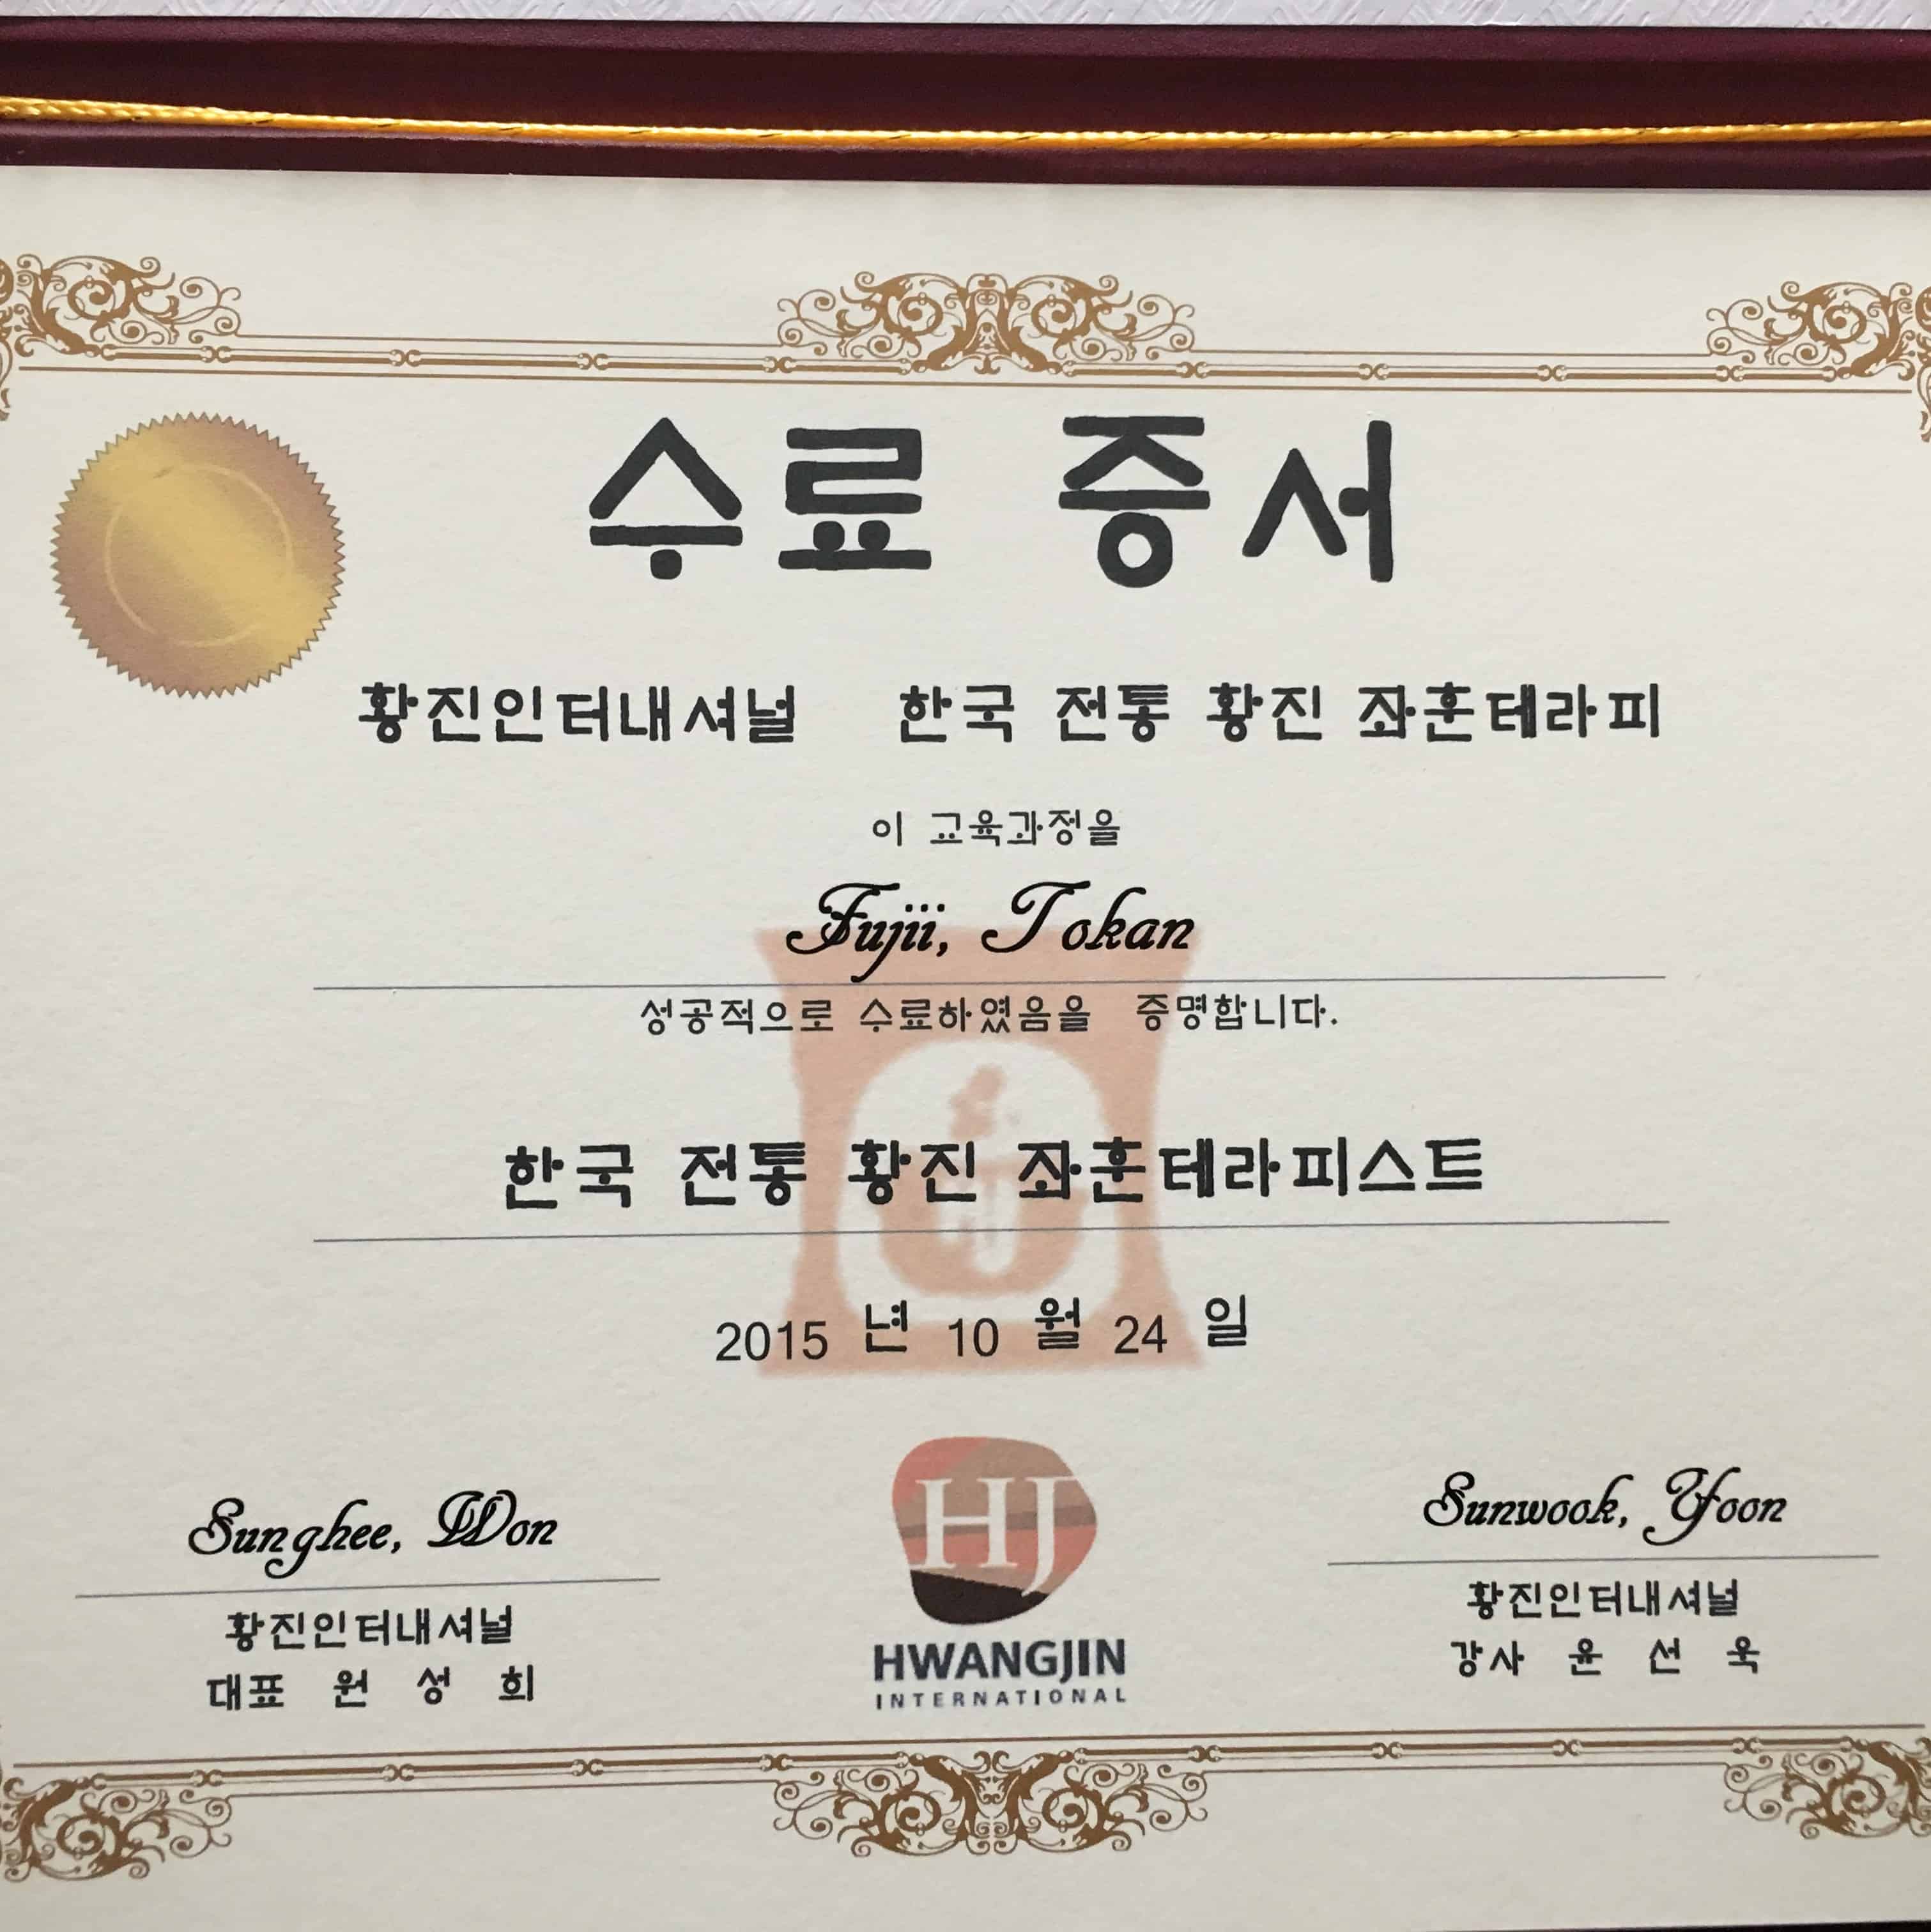 수료 증서
황진인터내셔널 한국 전통 황진 좌훈테라피
이 교육과정을
Fujii, Tokan
성공적으로 수료하였음을 증명합니다.
한국 전통 황진 좌훈테라피스트
2015 년 10 월 24 일
Sunghee, Won
황진인터내셔널
대표 원 성 희
HJ
HWANGJIN
INTERNATIONAL
Sunwook, Yoon
황진인터내셔널
강사 윤 선 욱